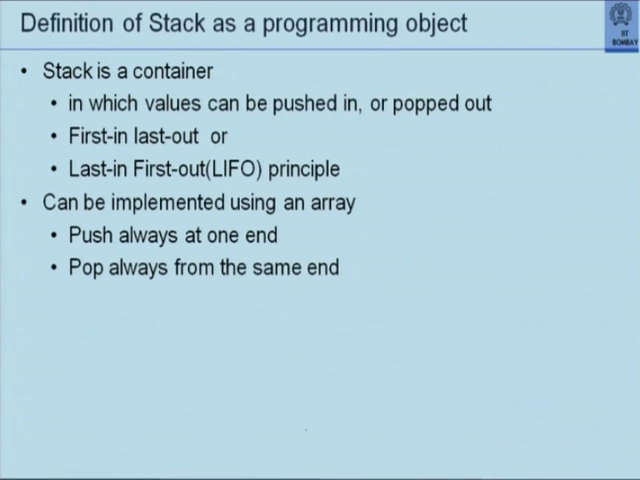 Definition of Stack as a programming object
IIT
BOMBAY
• Stack is a container
• in which values can be pushed in, or popped out
• First-in last-out or
• Last-in First-out(LIFO) principle
• Can be implemented using an array
• Push always at one end
• Pop always from the same end